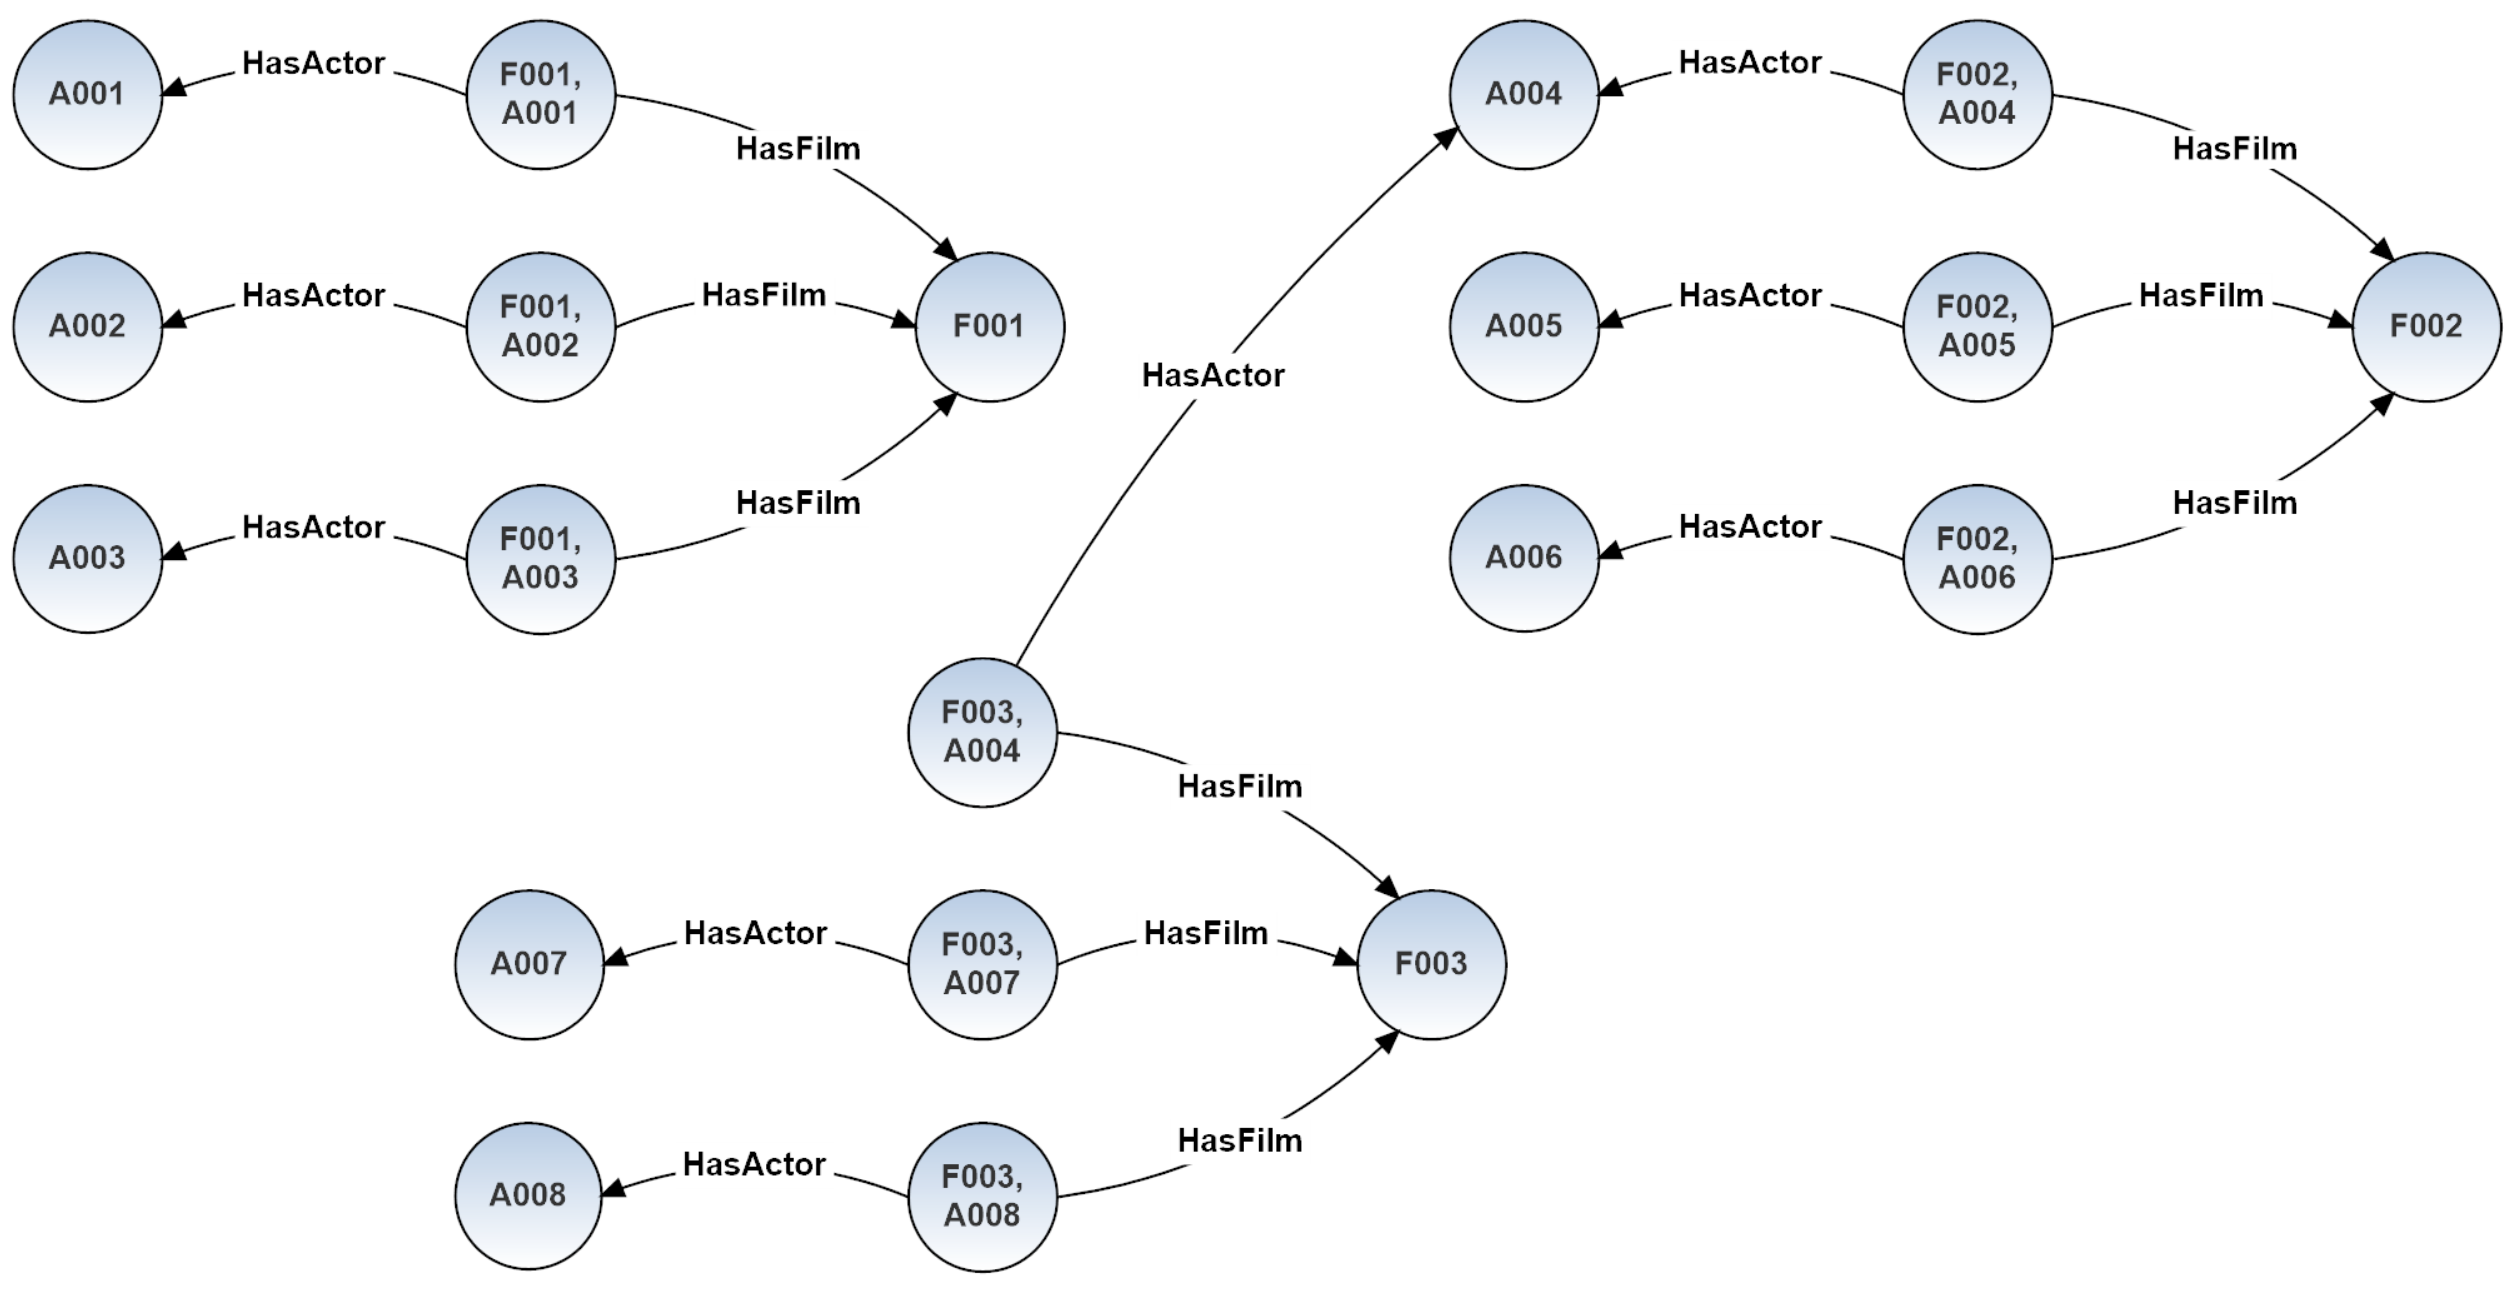 A001
HasActor
F001,
A001
HasFilm
A002
HasActor
F001,
A002
HasFilm
F001
A003
HasActor
F001,
A003
HasFilm
A004
HasActor
F002,
A004
HasFilm
A005
HasActor
F002,
A005
HasFilm
F002
A006
HasActor
F002,
A006
HasFilm
HasActor
F003,
A004
HasFilm
A007
HasActor
F003,
A007
HasFilm
F003
A008
HasActor
F003,
A008
HasFilm